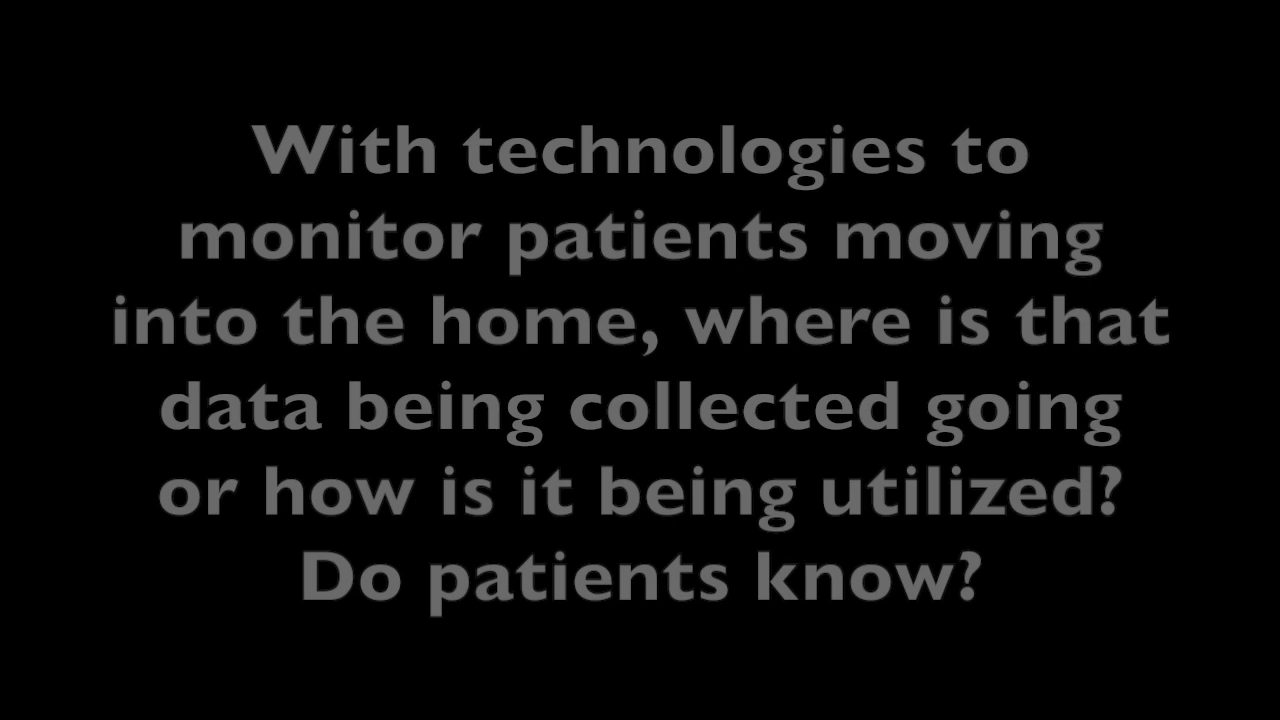 With technologies to
monitor patients moving
into the home, where is that
data being collected going
or how is it being utilized?
Do patients know?